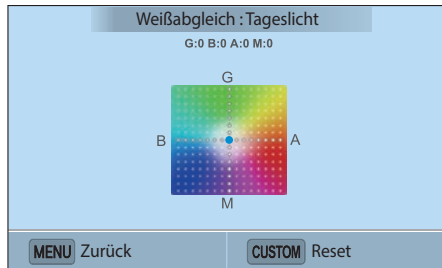 Weißabgleich : Tageslicht
G:0 B:0 A:0 M:0
G
B A
M
MENU Zurück CUSTOM Reset